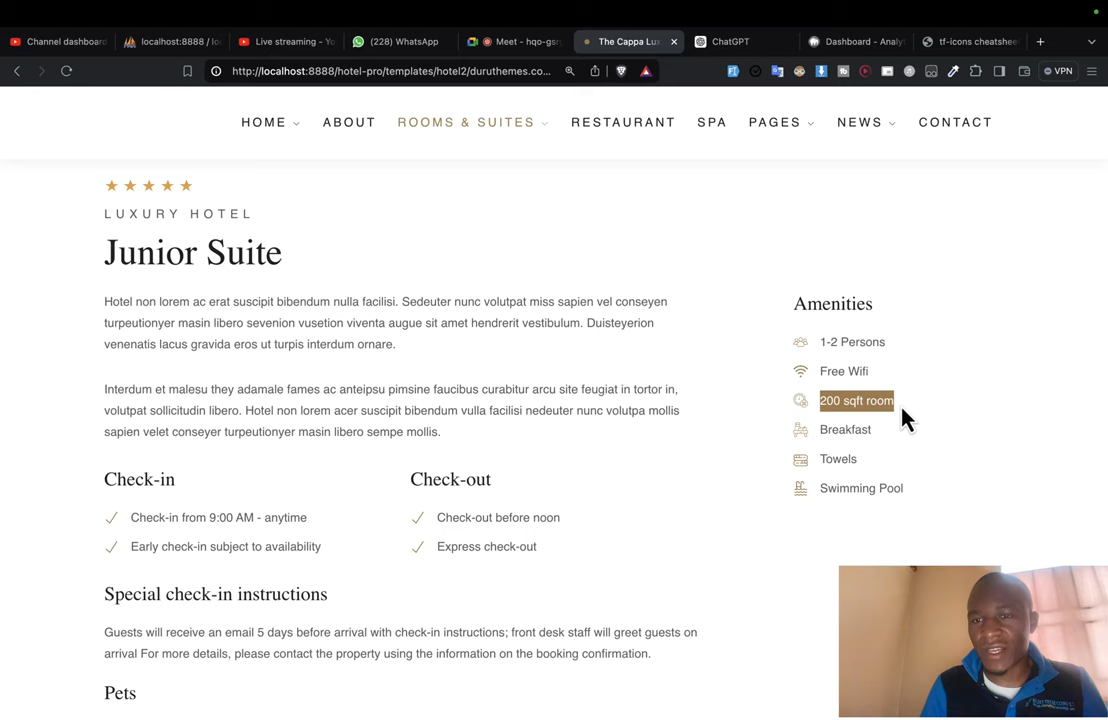 Channel dashboard
localhost:8888 / lo
Live streaming - Yo
(228) WhatsApp
Meet - hqo-gsr
The Cappa Lux
ChatGPT
Dashboard - Analy
tf-icons cheatshee
http://localhost:8888/hotel-pro/templates/hotel2/duruthemes.co...
VPN
HOME
ABOUT
ROOMS & SUITES
RESTAURANT
SPA
PAGES
NEWS
CONTACT
LUXURY HOTEL
Junior Suite
Hotel non lorem ac erat suscipit bibendum nulla facilisi. Sedeuter nunc volutpat miss sapien vel conseyen
turpeutionyer masin libero sevenion vusetion viventa augue sit amet hendrerit vestibulum. Duisteyerion
venenatis lacus gravida eros ut turpis interdum ornare.
Interdum et malesu they adamale fames ac anteipsu pimsine faucibus curabitur arcu site feugiat in tortor in,
volutpat sollicitudin libero. Hotel non lorem acer suscipit bibendum vulla facilisi nedeuter nunc volutpa mollis
sapien velet conseyer turpeutionyer masin libero sempe mollis.
Amenities
1-2 Persons
Free Wifi
200 sqft room
Breakfast
Towels
Swimming Pool
Check-in
Check-in from 9:00 AM - anytime
Early check-in subject to availability
Check-out
Check-out before noon
Express check-out
Special check-in instructions
Guests will receive an email 5 days before arrival with check-in instructions; front desk staff will greet guests on
arrival For more details, please contact the property using the information on the booking confirmation.
Pets